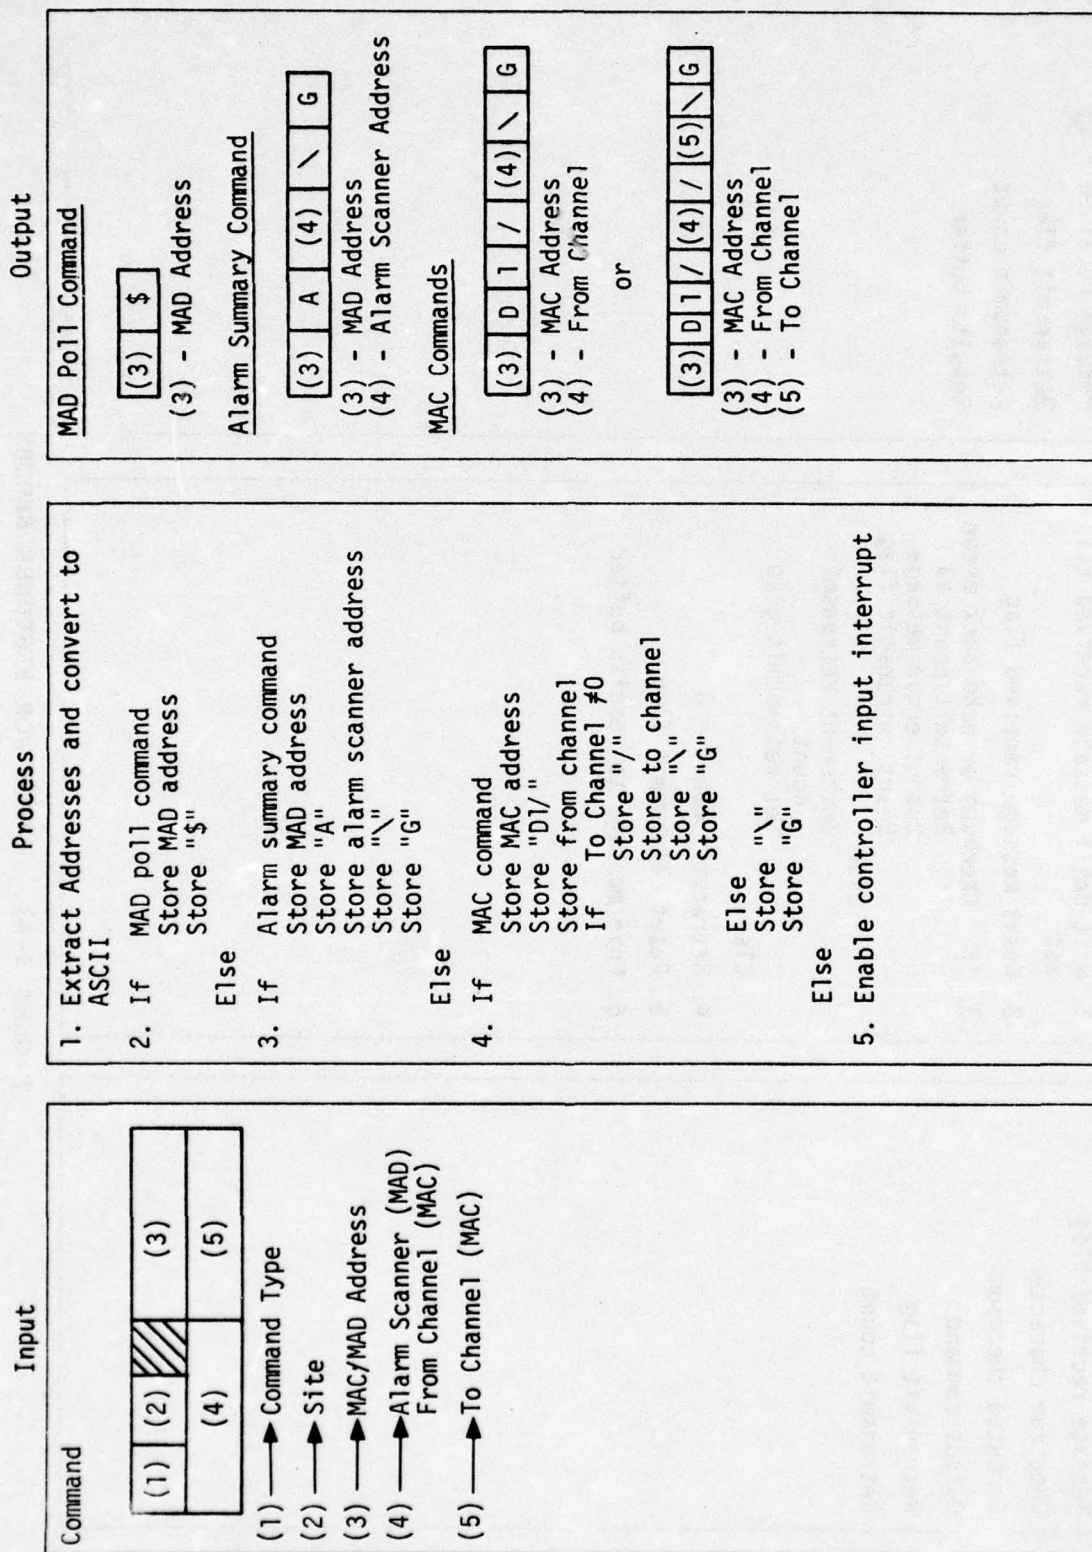 Input
Command
(1) (2) (3)
(4) (5)
(1) Command Type
(2) Site
(3) MAC/MAD Address
(4) Alarm Scanner (MAD)
From Channel (MAC)
(5) To Channel (MAC)
Process
1. Extract Addresses and convert to
ASCII
2. If MAD poll command
Store MAD address
Store "$"
Else
3. If Alarm summary command
Store MAD address
Store "A"
Store alarm scanner address
Store "\"
Store "G"
Else
4. If MAC command
Store MAC address
Store "D1/"
Store from channel
If To Channel ≠0
Store "/"
Store to channel
Store "\"
Store "G"
Else
Store "\"
Store "G"
Else
5. Enable controller input interrupt
Output
MAD Poll Command
(3) $
(3) - MAD Address
Alarm Summary Command
(3) A (4) \ G
(3) - MAD Address
(4) - Alarm Scanner Address
MAC Commands
(3) D 1 / (4) \ G
(3) - MAC Address
(4) - From Channel
or
(3) D 1 / (4) / (5) \ G
(3) - MAC Address
(4) - From Channel
(5) - To Channel